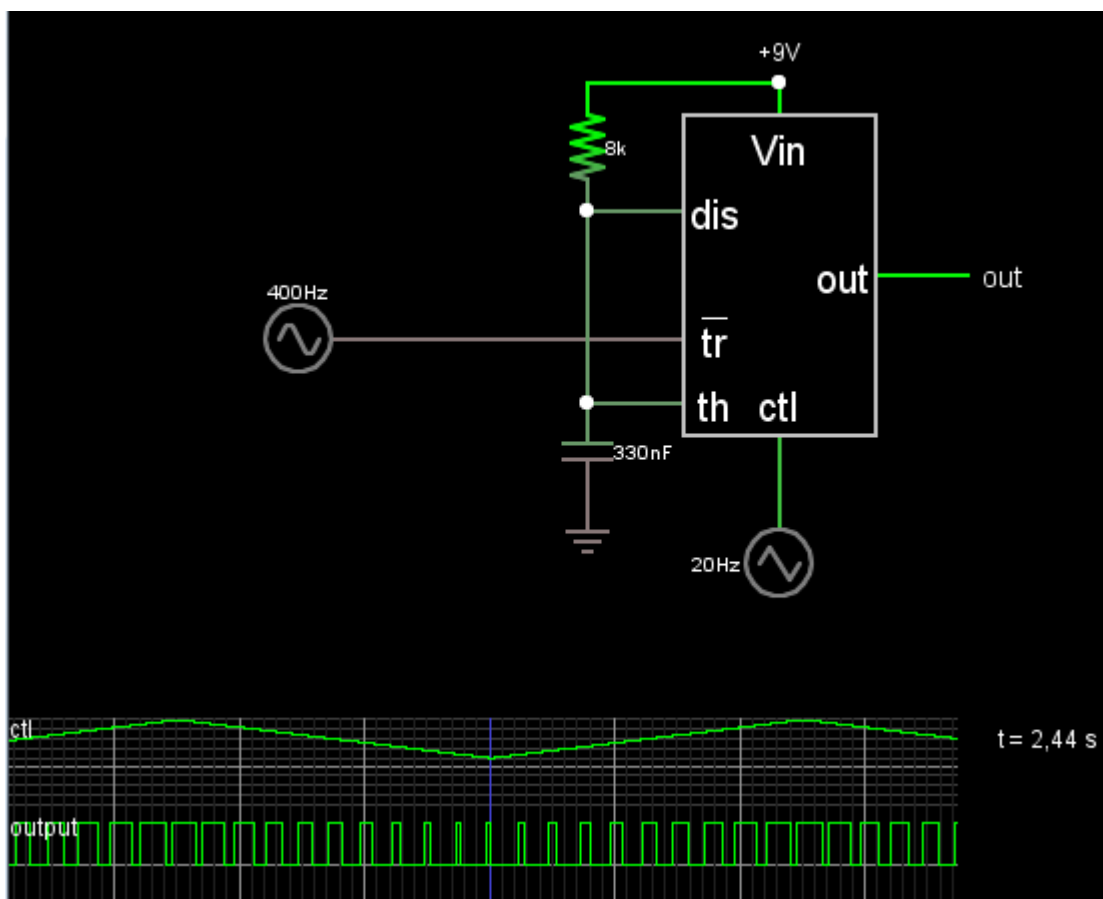 +9V
8k
Vin
dis
out
out
400Hz
tr
th
ctl
330nF
20Hz
ctl
t = 2,44 s
output